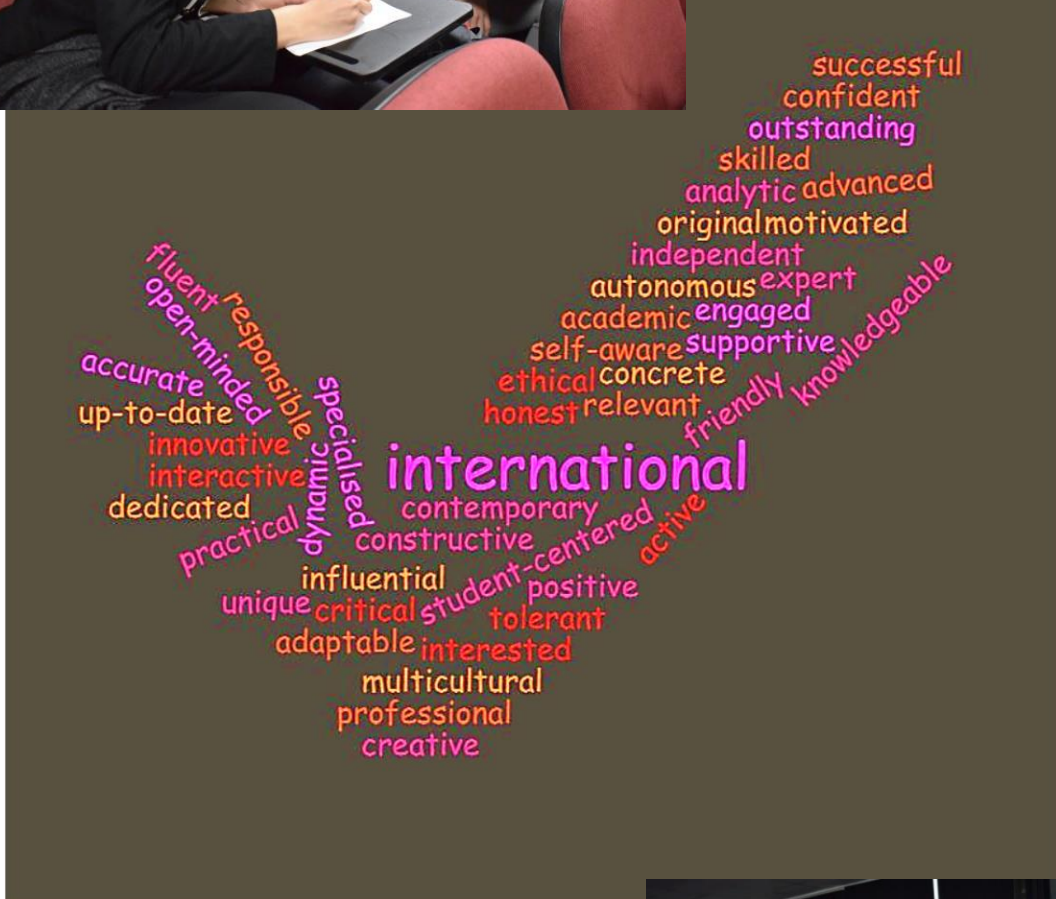 successful
confident
outstanding
skilled
analytic advanced
original motivated
independent
autonomous expert
academic engaged
self-aware supportive
ethical concrete
honest relevant
friendly
knowledgeable
fluent
open-minded
responsible
accurate
up-to-date
innovative
interactive
dedicated
practical
dynamic
specialised
international
contemporary
constructive
student-centered
active
influential
positive
unique critical
tolerant
adaptable interested
multicultural
professional
creative